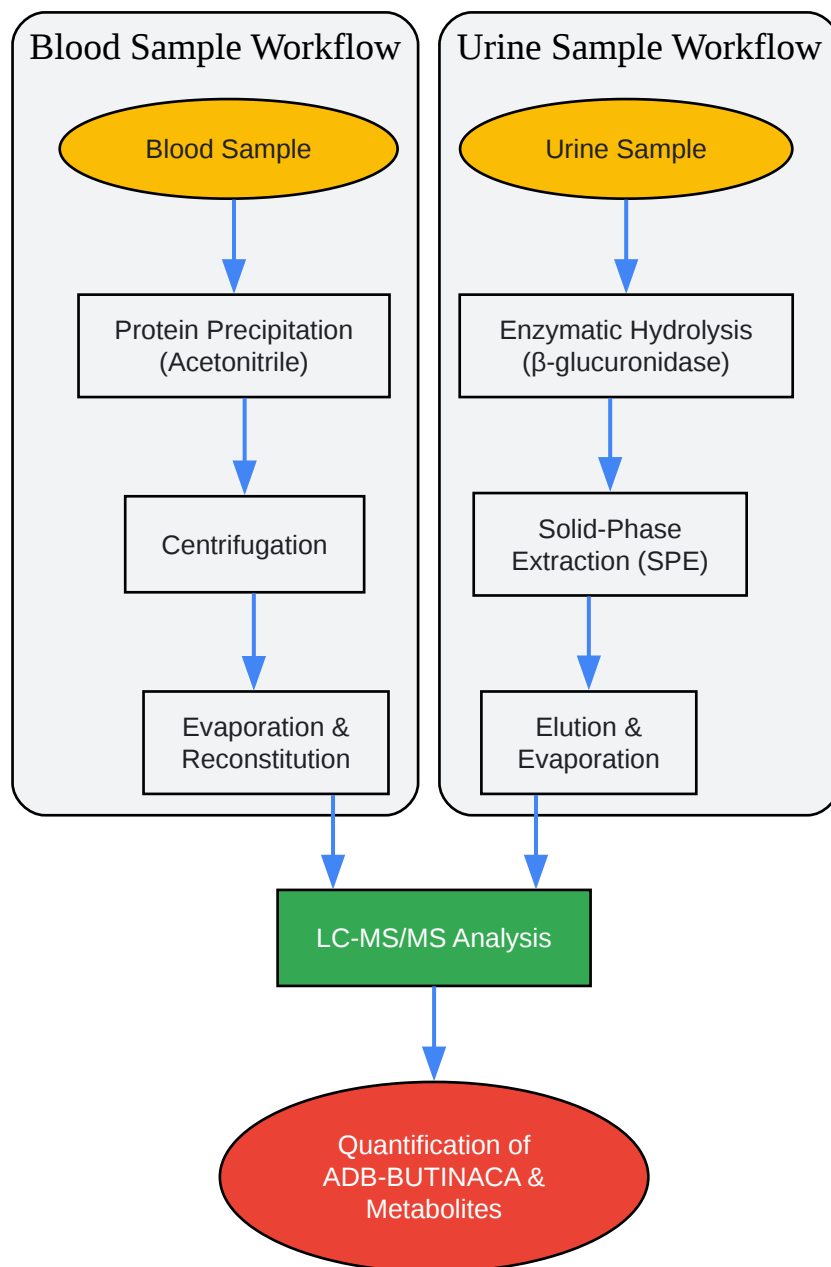 Blood Sample Workflow
Blood Sample
Protein Precipitation
(Acetonitrile)
Centrifugation
Evaporation &
Reconstitution
Urine Sample Workflow
Urine Sample
Enzymatic Hydrolysis
(β-glucuronidase)
Solid-Phase
Extraction (SPE)
Elution &
Evaporation
LC-MS/MS Analysis
Quantification of
ADB-BUTINACA &
Metabolites